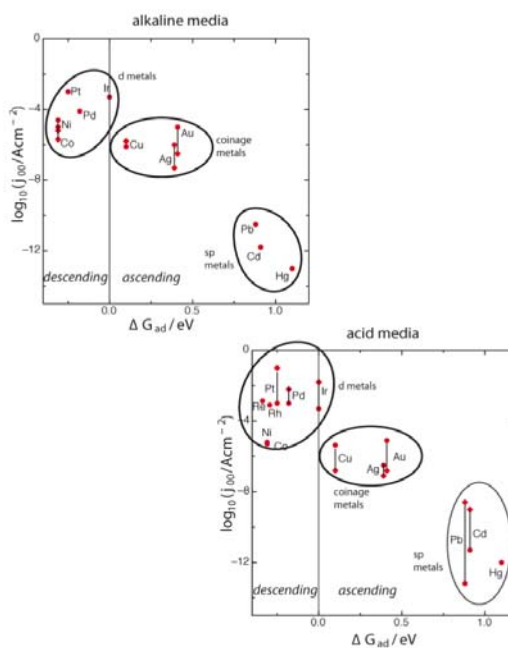 alkaline media
0
−4
−8
−12
log₁₀ (j₀₀/Acm⁻²)
d metals
Pt
Ir
Pd
Ni
Co
Au
Cu
Ag
coinage
metals
Pb
Cd
Hg
sp
metals
descending
ascending
0.0
0.5
1.0
Δ G_ad / eV
acid media
0
−4
−8
−12
log₁₀ (j₀₀/Acm⁻²)
d metals
Pt
Pd
Ir
Re
Rh
Ni
Co
Cu
Au
Ag
coinage
metals
Pb
Cd
Hg
sp
metals
descending
ascending
0.0
0.5
1.0
Δ G_ad / eV